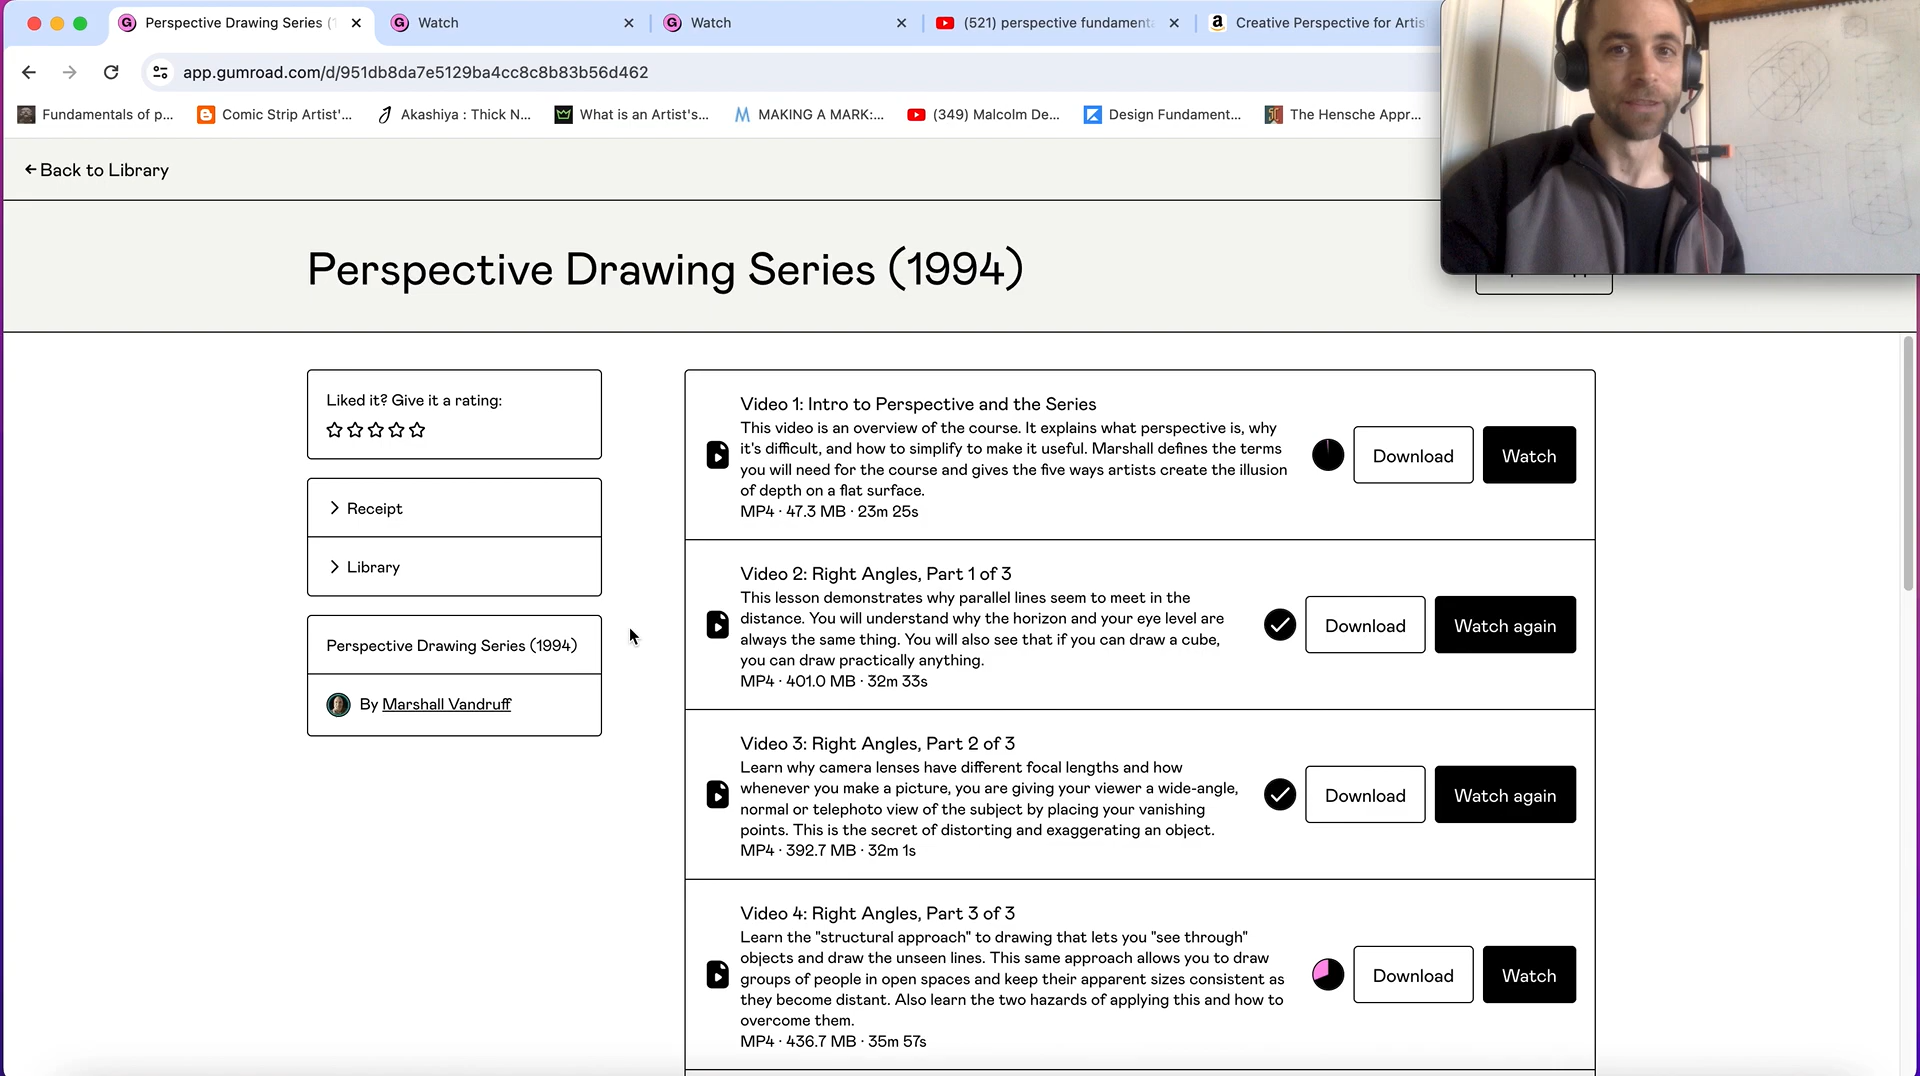 Perspective Drawing Series (1
Watch
Watch
(521) perspective fundament
Creative Perspective for Artis
app.gumroad.com/d/951db8da7e5129ba4cc8c8b83b56d462
Fundamentals of p...
Comic Strip Artist'...
Akashiya : Thick N...
What is an Artist's...
MAKING A MARK:...
(349) Malcolm De...
Design Fundament...
The Hensche Appr...
Back to Library
Perspective Drawing Series (1994)
Liked it? Give it a rating:
Receipt
Library
Perspective Drawing Series (1994)
By Marshall Vandruff
Video 1: Intro to Perspective and the Series
This video is an overview of the course. It explains what perspective is, why
it's difficult, and how to simplify to make it useful. Marshall defines the terms
you will need for the course and gives the five ways artists create the illusion
of depth on a flat surface.
MP4 · 47.3 MB · 23m 25s
Download
Watch
Video 2: Right Angles, Part 1 of 3
This lesson demonstrates why parallel lines seem to meet in the
distance. You will understand why the horizon and your eye level are
always the same thing. You will also see that if you can draw a cube,
you can draw practically anything.
MP4 · 401.0 MB · 32m 33s
Download
Watch again
Video 3: Right Angles, Part 2 of 3
Learn why camera lenses have different focal lengths and how
whenever you make a picture, you are giving your viewer a wide-angle,
normal or telephoto view of the subject by placing your vanishing
points. This is the secret of distorting and exaggerating an object.
MP4 · 392.7 MB · 32m 1s
Download
Watch again
Video 4: Right Angles, Part 3 of 3
Learn the "structural approach" to drawing that lets you "see through"
objects and draw the unseen lines. This same approach allows you to draw
groups of people in open spaces and keep their apparent sizes consistent as
they become distant. Also learn the two hazards of applying this and how to
overcome them.
MP4 · 436.7 MB · 35m 57s
Download
Watch